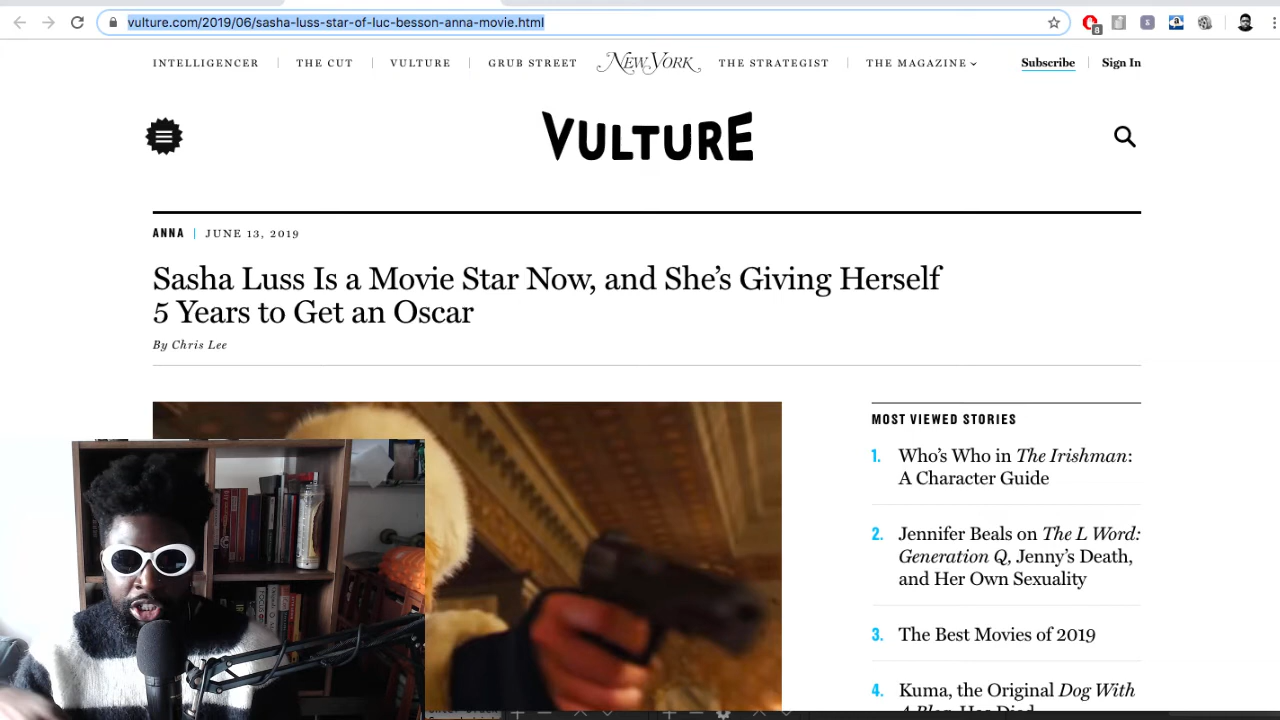 vulture.com/2019/06/sasha-luss-star-of-luc-besson-anna-movie.html
8
INTELLIGENCER
THE CUT
VULTURE
GRUB STREET
NEW YORK
THE STRATEGIST
THE MAGAZINE
Subscribe
Sign In
VULTURE
ANNA | JUNE 13, 2019
Sasha Luss Is a Movie Star Now, and She's Giving Herself
5 Years to Get an Oscar
By Chris Lee
MOST VIEWED STORIES
1. Who's Who in The Irishman:
A Character Guide
2. Jennifer Beals on The L Word:
Generation Q, Jenny's Death,
and Her Own Sexuality
3. The Best Movies of 2019
4. Kuma, the Original Dog With
A Blog, Has Died